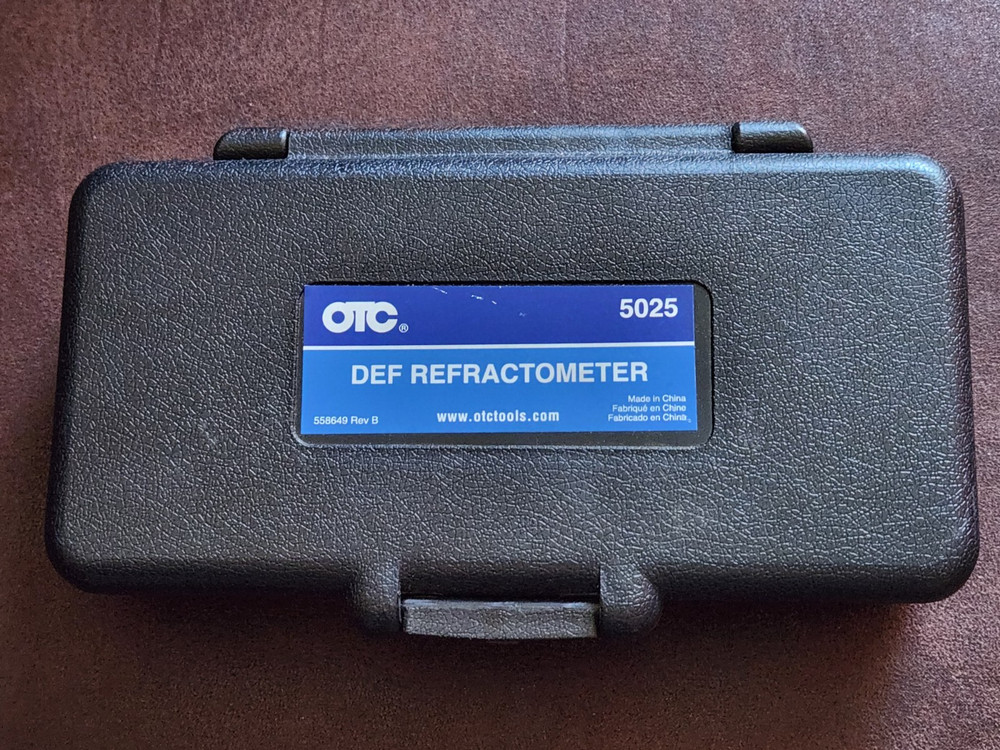 OTC® 5025
DEF REFRACTOMETER
Made in China
Fabriqué en Chine
Fabricado en China
558649 Rev B
www.otctools.com